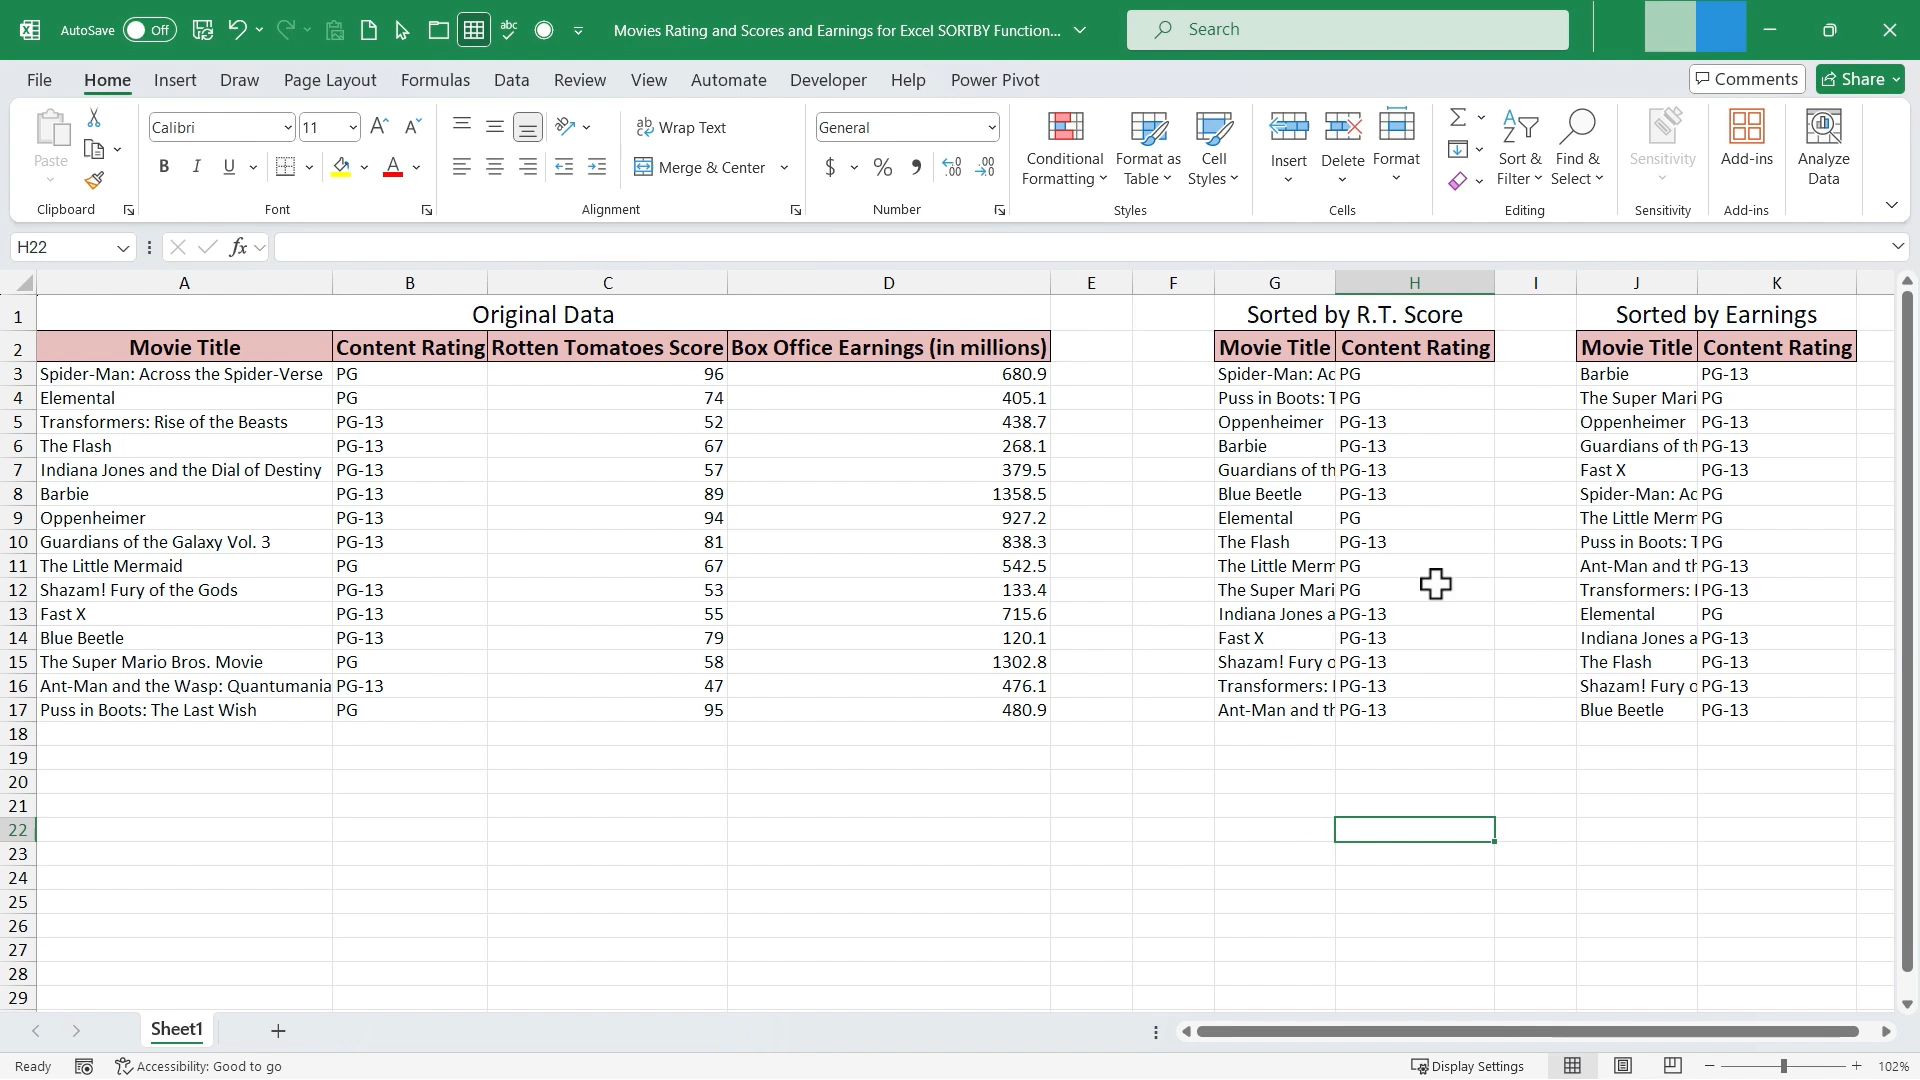 AutoSave Off abc Movies Rating and Scores and Earnings for Excel SORTBY Function... Search
File Home Insert Draw Page Layout Formulas Data Review View Automate Developer Help Power Pivot Comments Share
Paste Calibri 11 Wrap Text General Conditional Formatting Format as Table Cell Styles Insert Delete Format Sort & Filter Find & Select Sensitivity Add-ins Analyze Data
B I U A Merge & Center $ % 
Clipboard Font Alignment Number Styles Cells Editing Sensitivity Add-ins
H22 fx
A B C D E F G H I J K
1 Original Data Sorted by R.T. Score Sorted by Earnings
2 Movie Title Content Rating Rotten Tomatoes Score Box Office Earnings (in millions) Movie Title Content Rating Movie Title Content Rating
3 Spider-Man: Across the Spider-Verse PG 96 680.9 Spider-Man: Ac PG Barbie PG-13
4 Elemental PG 74 405.1 Puss in Boots: T PG The Super Mari PG
5 Transformers: Rise of the Beasts PG-13 52 438.7 Oppenheimer PG-13 Oppenheimer PG-13
6 The Flash PG-13 67 268.1 Barbie PG-13 Guardians of th PG-13
7 Indiana Jones and the Dial of Destiny PG-13 57 379.5 Guardians of th PG-13 Fast X PG-13
8 Barbie PG-13 89 1358.5 Blue Beetle PG-13 Spider-Man: Ac PG
9 Oppenheimer PG-13 94 927.2 Elemental PG The Little Merm PG
10 Guardians of the Galaxy Vol. 3 PG-13 81 838.3 The Flash PG-13 Puss in Boots: T PG
11 The Little Mermaid PG 67 542.5 The Little Merm PG Ant-Man and th PG-13
12 Shazam! Fury of the Gods PG-13 53 133.4 The Super Mari PG Transformers: PG-13
13 Fast X PG-13 55 715.6 Indiana Jones a PG-13 Elemental PG
14 Blue Beetle PG-13 79 120.1 Fast X PG-13 Indiana Jones a PG-13
15 The Super Mario Bros. Movie PG 58 1302.8 Shazam! Fury o PG-13 The Flash PG-13
16 Ant-Man and the Wasp: Quantumania PG-13 47 476.1 Transformers: PG-13 Shazam! Fury o PG-13
17 Puss in Boots: The Last Wish PG 95 480.9 Ant-Man and th PG-13 Blue Beetle PG-13
18
19
20
21
22
23
24
25
26
27
28
29
Sheet1
Ready Accessibility: Good to go Display Settings 102%